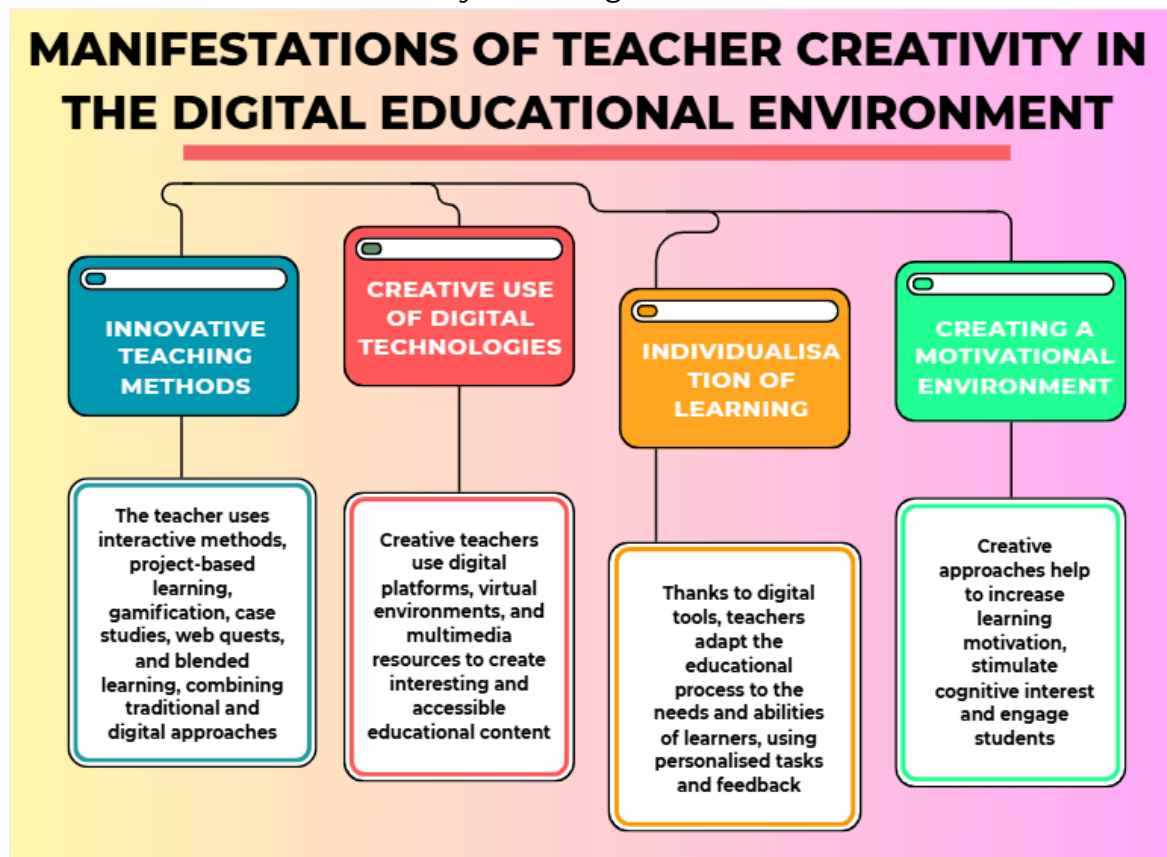 MANIFESTATIONS OF TEACHER CREATIVITY IN
THE DIGITAL EDUCATIONAL ENVIRONMENT
INNOVATIVE
TEACHING
METHODS
The teacher uses
interactive methods,
project-based
learning,
gamification, case
studies, web quests,
and blended
learning, combining
traditional and
digital approaches
CREATIVE USE
OF DIGITAL
TECHNOLOGIES
Creative teachers
use digital
platforms, virtual
environments, and
multimedia
resources to create
interesting and
accessible
educational content
INDIVIDUALISA
TION OF
LEARNING
Thanks to digital
tools, teachers
adapt the
educational
process to the
needs and abilities
of learners, using
personalised tasks
and feedback
CREATING A
MOTIVATIONAL
ENVIRONMENT
Creative
approaches help
to increase
learning
motivation,
stimulate
cognitive interest
and engage
students